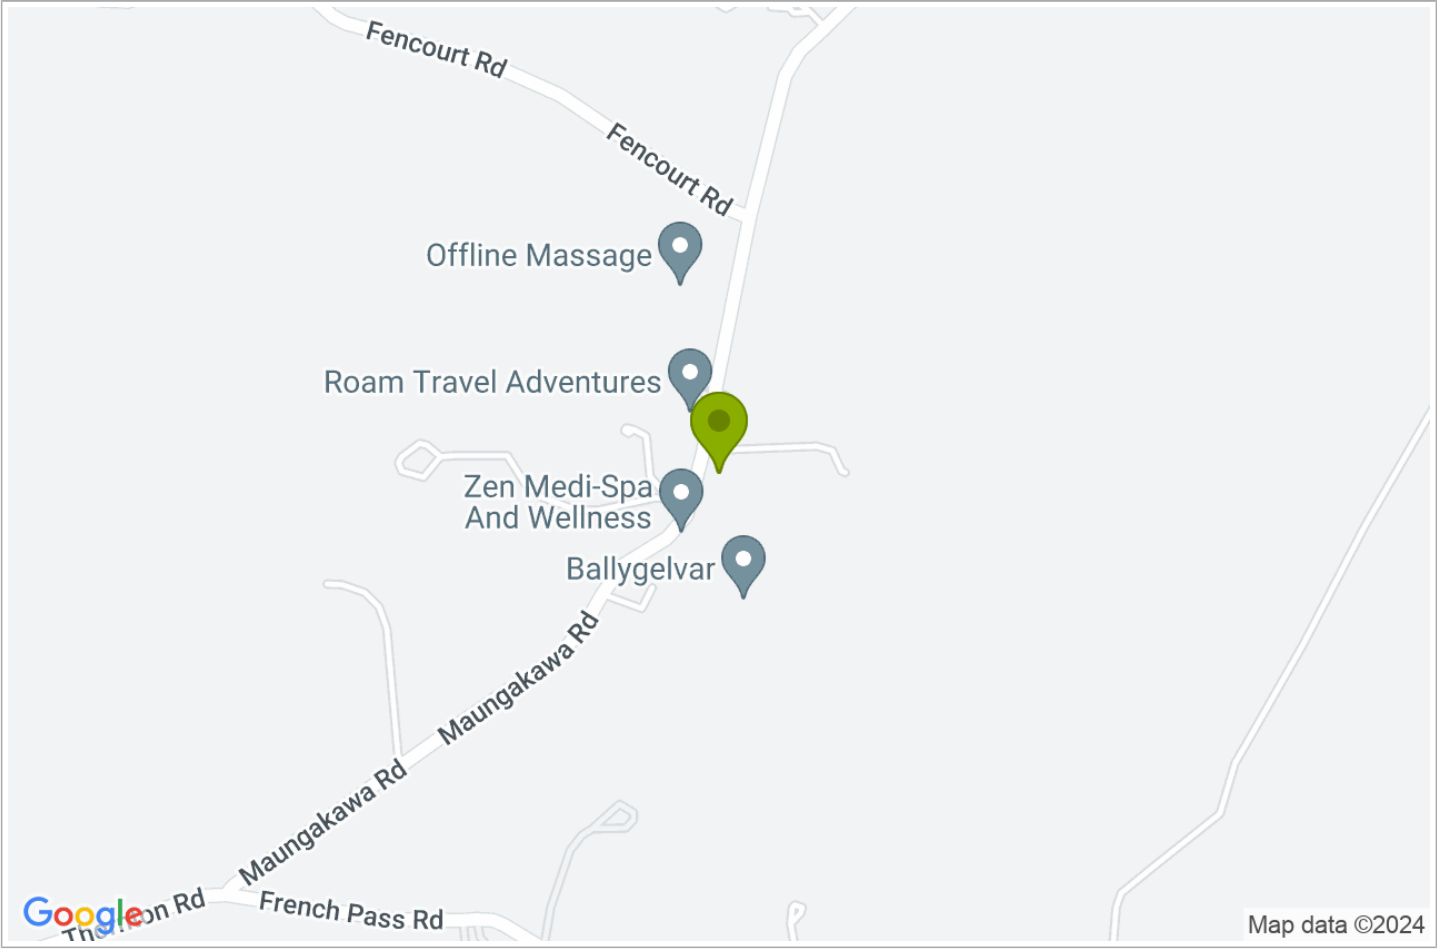 Fencourt Rd
Fencourt Rd
Offline Massage
Roam Travel Adventures
Zen Medi-Spa
And Wellness
Ballygelvar
Maungakawa Rd
Maungakawa Rd
French Pass Rd
Rd
Google
Map data ©2024